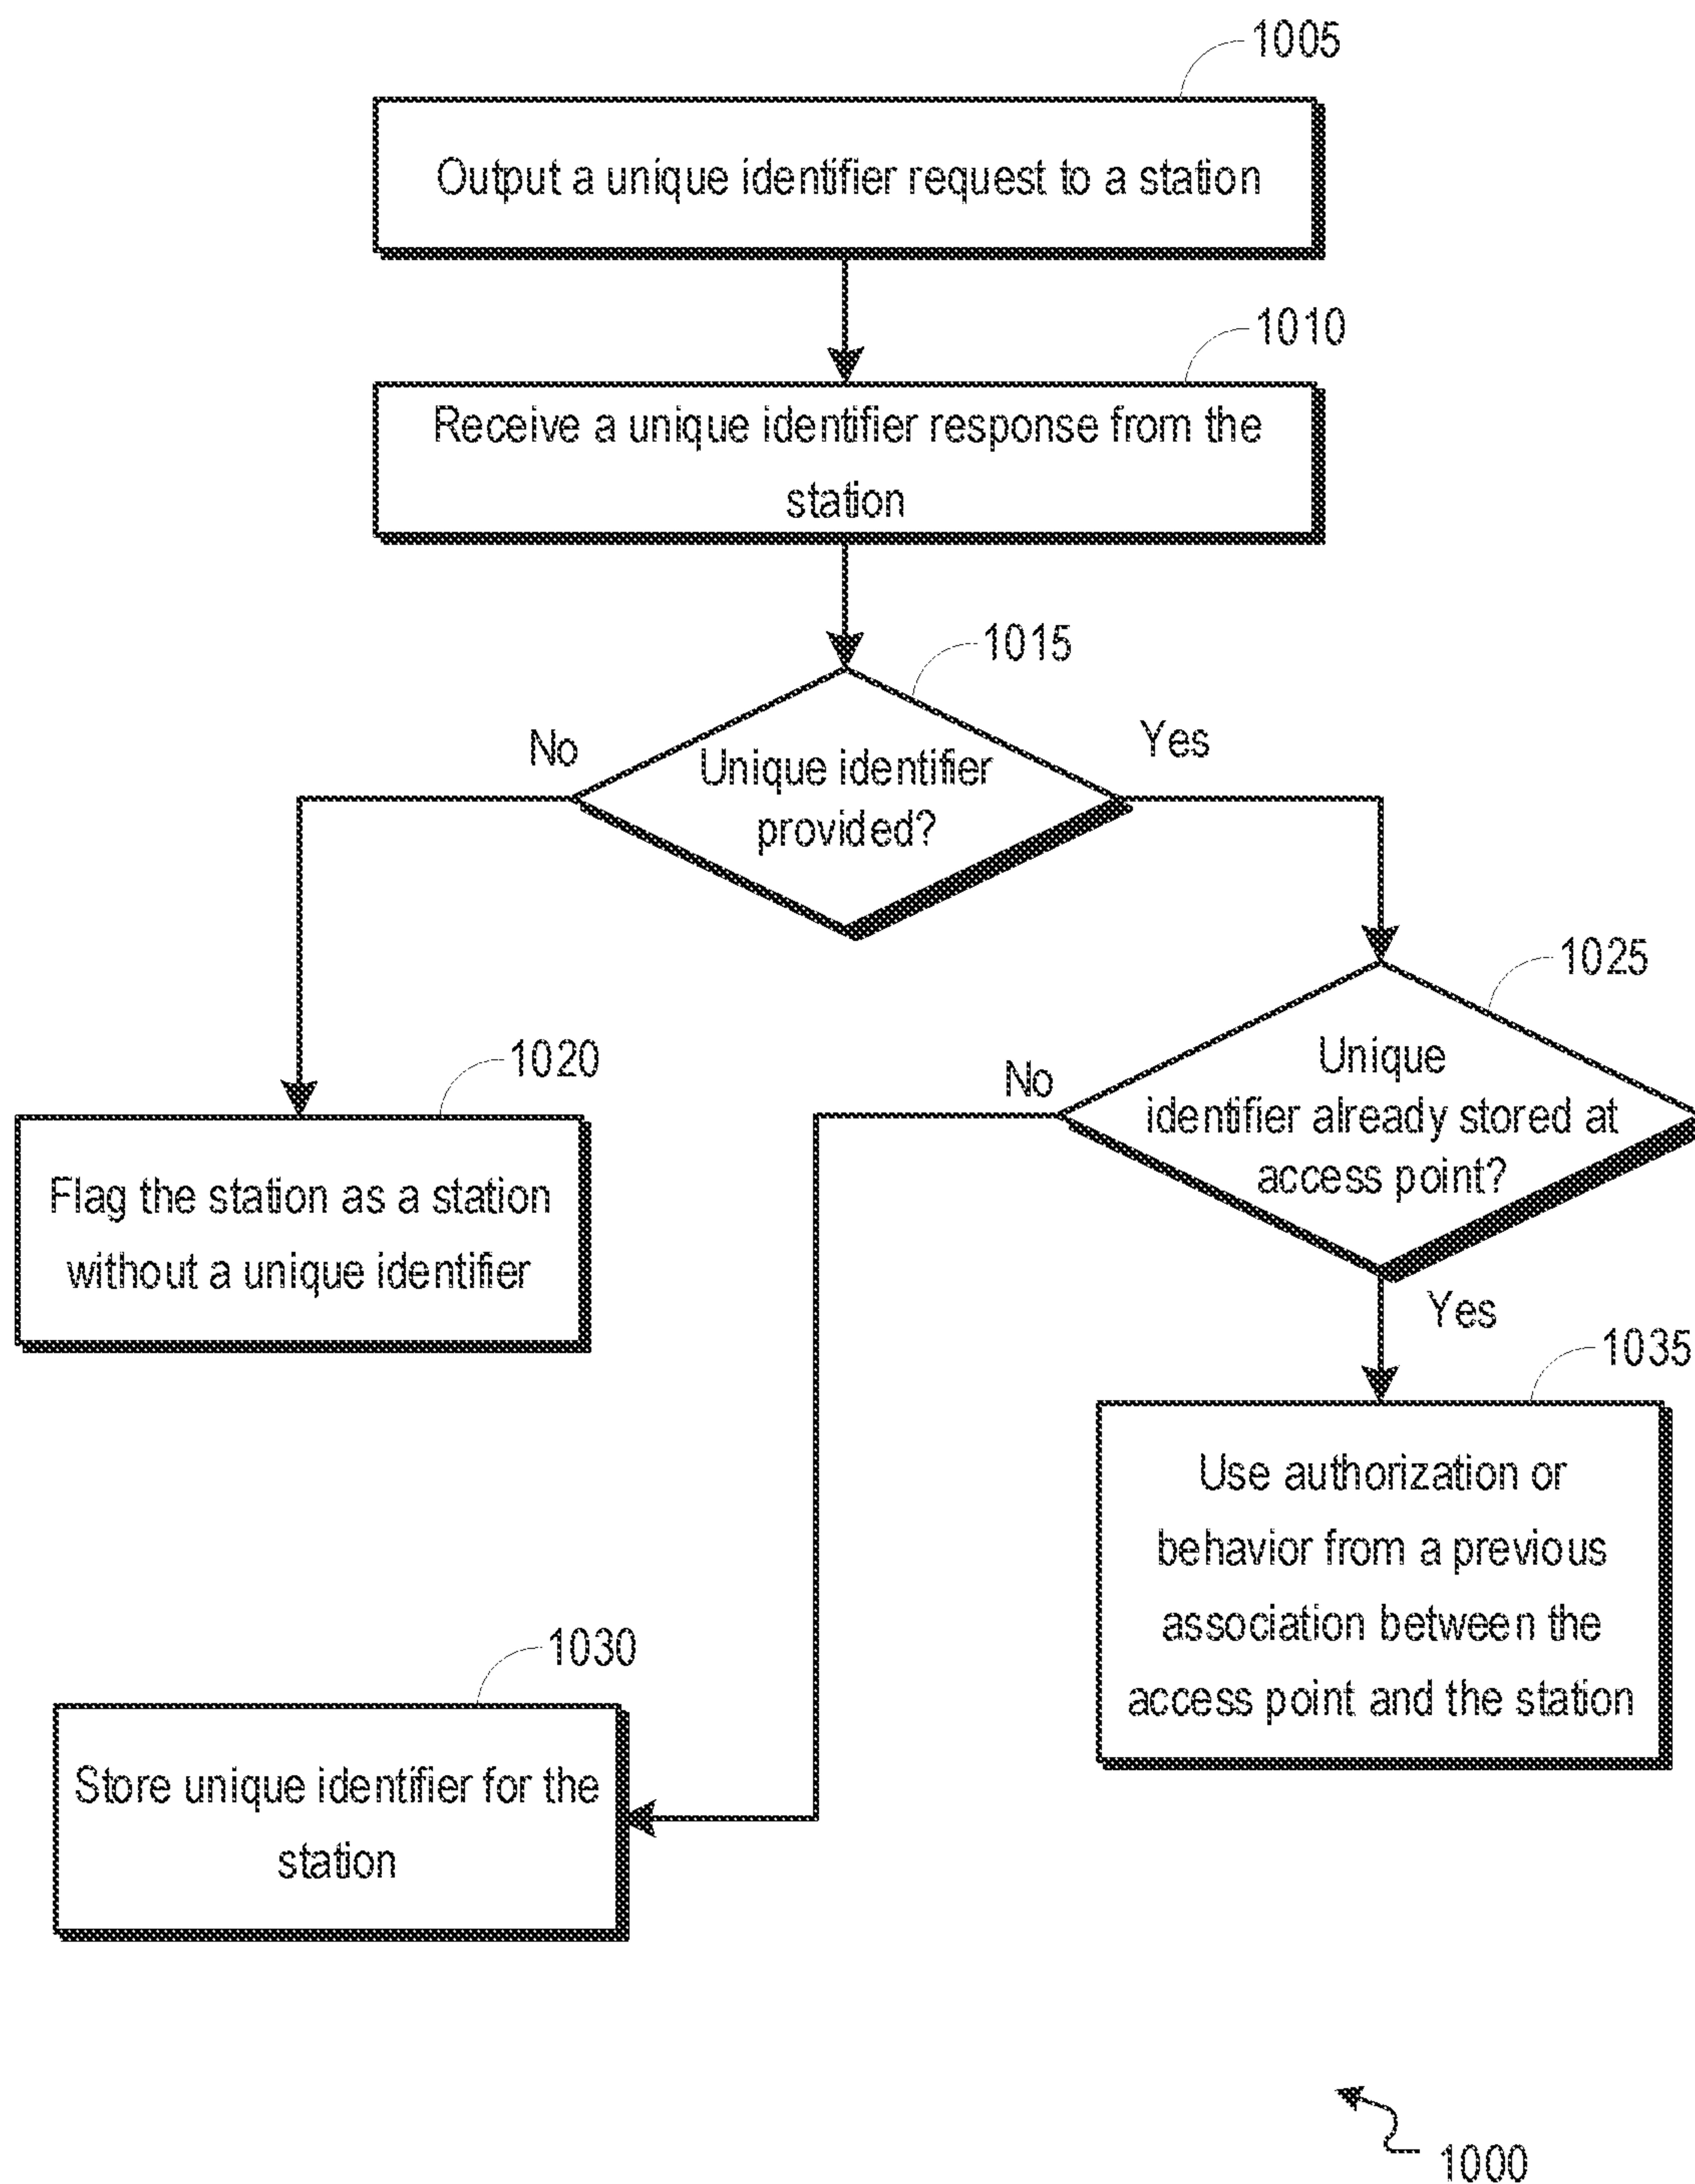 1005
Output a unique identifier request to a station
1010
Receive a unique identifier response from the
station
1015
No
Yes
Unique identifier
provided?
1025
1020
No
Unique
identifier already stored at
access point?
Flag the station as a station
without a unique identifier
Yes
1035
Use authorization or
behavior from a previous
association between the
access point and the station
1030
Store unique identifier for the
station
1000